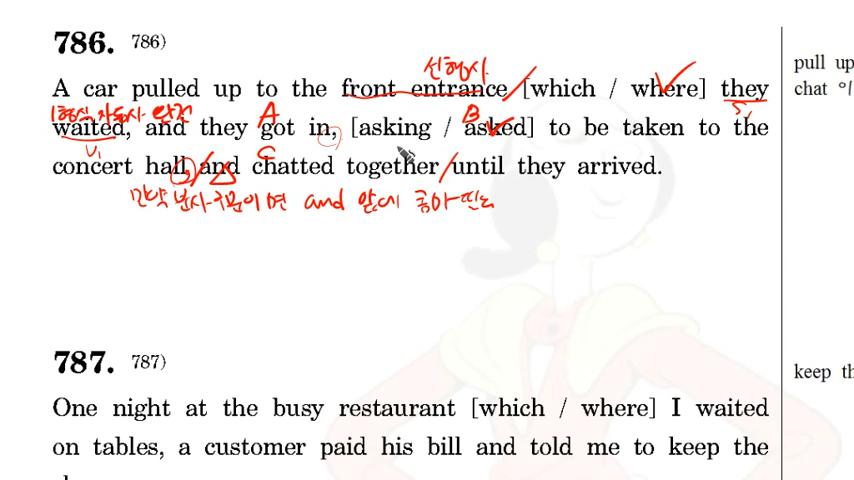 786. 786)
pull up
선행사
A car pulled up to the front entrance [which / where] they
chat 이
1형식 자동사 완전 A B S₁
waited, and they got in, [asking / asked] to be taken to the
V₁ C
concert hall, and chatted together until they arrived.
만약 분사구문이면 and 앞에 콤마
787. 787)
keep th
One night at the busy restaurant [which / where] I waited
on tables, a customer paid his bill and told me to keep the